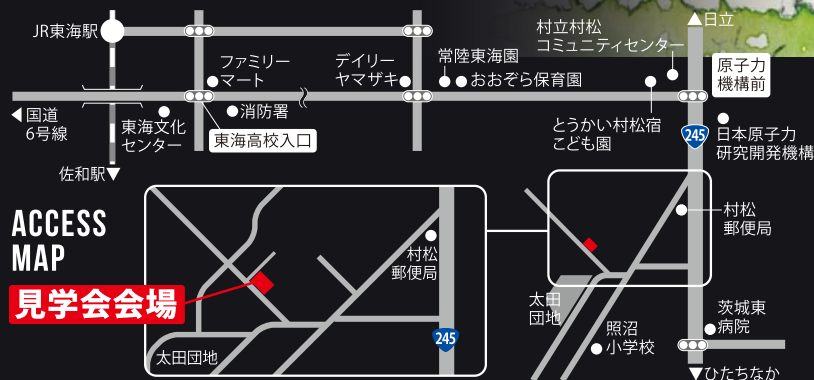 JR東海駅
ファミリー
マート
デイリー
ヤマザキ
常陸東海園
おおぞら保育園
村立村松
コミュニティセンター
▲日立
原子力
機構前
◀国道
6号線
東海文化
センター
消防署
東海高校入口
とうかい村松宿
こども園
245
日本原子力
研究開発機構
佐和駅▼
ACCESS
MAP
見学会会場
村松
郵便局
245
太田団地
村松
郵便局
太田
団地
照沼
小学校
茨城東
病院
▼ひたちなか